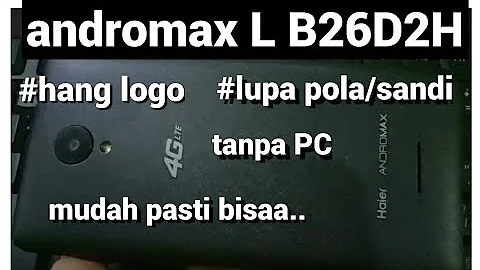 andromax L B26D2H
#hang logo #lupa pola/sandi
4G LTE
tanpa PC
Haier ANDROMAX
mudah pasti bisaa..